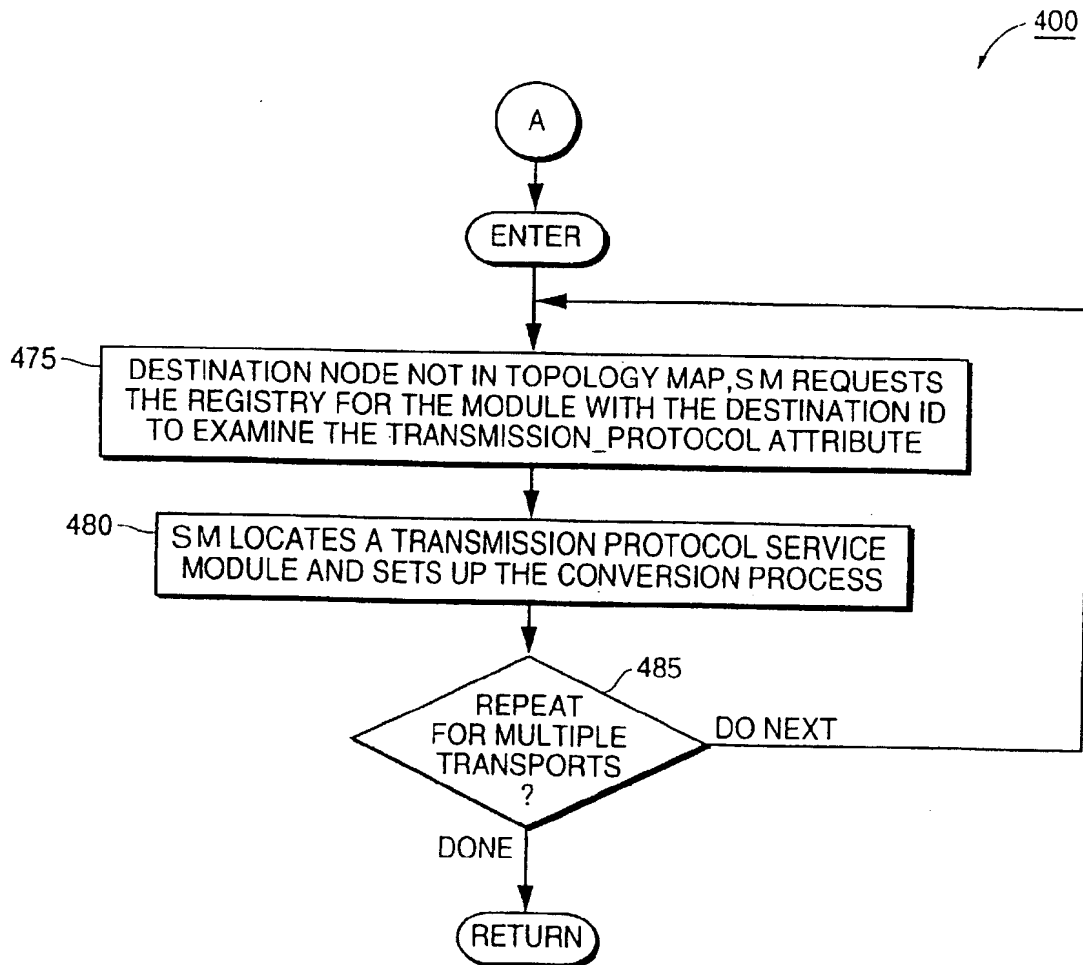 400
A
ENTER
475
DESTINATION NODE NOT IN TOPOLOGY MAP,SM REQUESTS
THE REGISTRY FOR THE MODULE WITH THE DESTINATION ID
TO EXAMINE THE TRANSMISSION_PROTOCOL ATTRIBUTE
480
SM LOCATES A TRANSMISSION PROTOCOL SERVICE
MODULE AND SETS UP THE CONVERSION PROCESS
485
REPEAT
FOR MULTIPLE
TRANSPORTS
?
DO NEXT
DONE
RETURN